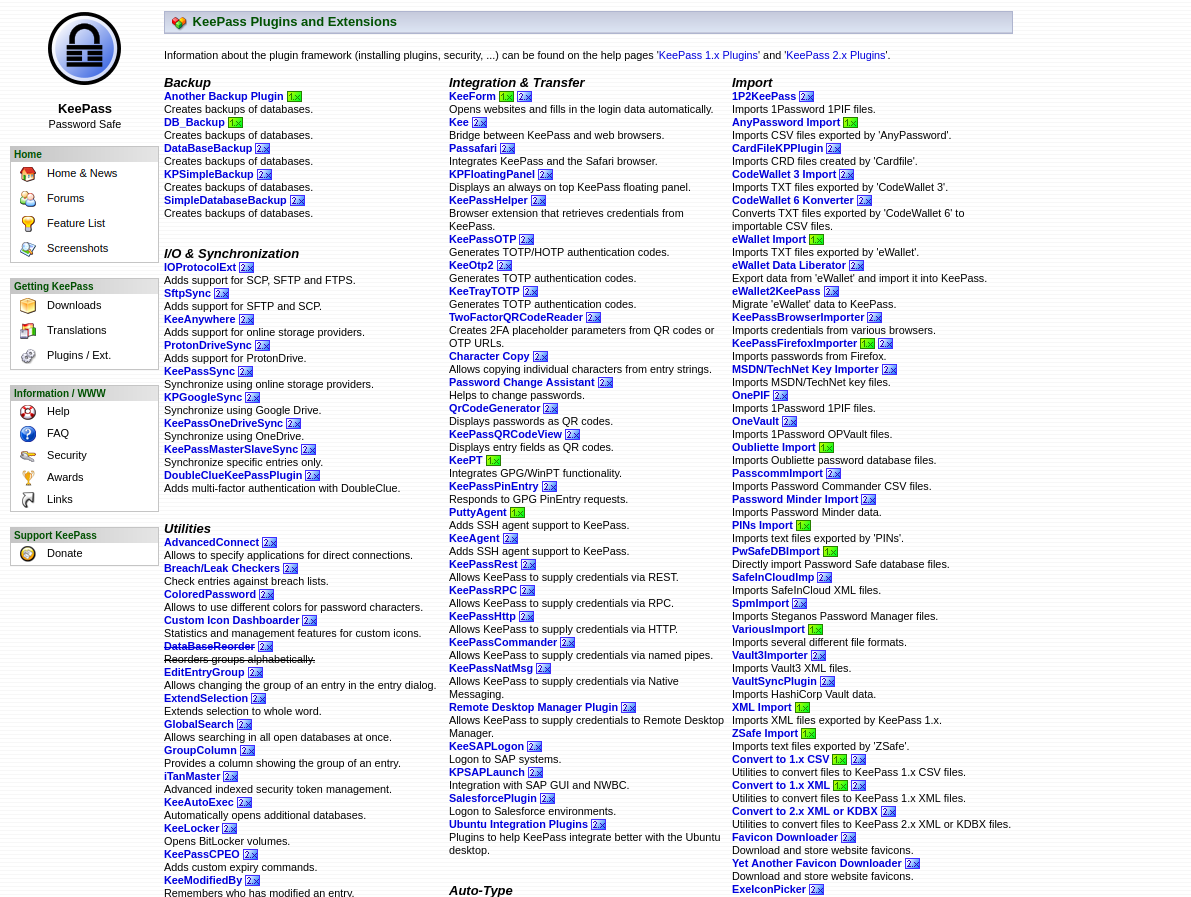 KeePass
Password Safe
Home
Home & News
Forums
Feature List
Screenshots
Getting KeePass
Downloads
Translations
Plugins / Ext.
Information / WWW
Help
FAQ
Security
Awards
Links
Support KeePass
Donate
KeePass Plugins and Extensions
Information about the plugin framework (installing plugins, security, ...) can be found on the help pages 'KeePass 1.x Plugins' and 'KeePass 2.x Plugins'.
Backup
Another Backup Plugin 1.x
Creates backups of databases.
DB_Backup 1.x
Creates backups of databases.
DataBaseBackup 2.x
Creates backups of databases.
KPSimpleBackup 2.x
Creates backups of databases.
SimpleDatabaseBackup 2.x
Creates backups of databases.
I/O & Synchronization
IOProtocolExt 2.x
Adds support for SCP, SFTP and FTPS.
SftpSync 2.x
Adds support for SFTP and SCP.
KeeAnywhere 2.x
Adds support for online storage providers.
ProtonDriveSync 2.x
Adds support for ProtonDrive.
KeePassSync 2.x
Synchronize using online storage providers.
KPGoogleSync 2.x
Synchronize using Google Drive.
KeePassOneDriveSync 2.x
Synchronize using OneDrive.
KeePassMasterSlaveSync 2.x
Synchronize specific entries only.
DoubleClueKeePassPlugin 2.x
Adds multi-factor authentication with DoubleClue.
Utilities
AdvancedConnect 2.x
Allows to specify applications for direct connections.
Breach/Leak Checkers 2.x
Check entries against breach lists.
ColoredPassword 2.x
Allows to use different colors for password characters.
Custom Icon Dashboarder 2.x
Statistics and management features for custom icons.
DataBaseReorder 2.x
Reorders groups alphabetically.
EditEntryGroup 2.x
Allows changing the group of an entry in the entry dialog.
ExtendSelection 2.x
Extends selection to whole word.
GlobalSearch 2.x
Allows searching in all open databases at once.
GroupColumn 2.x
Provides a column showing the group of an entry.
iTanMaster 2.x
Advanced indexed security token management.
KeeAutoExec 2.x
Automatically opens additional databases.
KeeLocker 2.x
Opens BitLocker volumes.
KeePassCPEO 2.x
Adds custom expiry commands.
KeeModifiedBy 2.x
Remembers who has modified an entry.
Integration & Transfer
KeeForm 1.x 2.x
Opens websites and fills in the login data automatically.
Kee 2.x
Bridge between KeePass and web browsers.
Passafari 2.x
Integrates KeePass and the Safari browser.
KPFloatingPanel 2.x
Displays an always on top KeePass floating panel.
KeePassHelper 2.x
Browser extension that retrieves credentials from
KeePass.
KeePassOTP 2.x
Generates TOTP/HOTP authentication codes.
KeeOtp2 2.x
Generates TOTP authentication codes.
KeeTrayTOTP 2.x
Generates TOTP authentication codes.
TwoFactorQRCodeReader 2.x
Creates 2FA placeholder parameters from QR codes or
OTP URLs.
Character Copy 2.x
Allows copying individual characters from entry strings.
Password Change Assistant 2.x
Helps to change passwords.
QrCodeGenerator 2.x
Displays passwords as QR codes.
KeePassQRCodeView 2.x
Displays entry fields as QR codes.
KeePT 1.x
Integrates GPG/WinPT functionality.
KeePassPinEntry 2.x
Responds to GPG PinEntry requests.
PuttyAgent 1.x
Adds SSH agent support to KeePass.
KeeAgent 2.x
Adds SSH agent support to KeePass.
KeePassRest 2.x
Allows KeePass to supply credentials via REST.
KeePassRPC 2.x
Allows KeePass to supply credentials via RPC.
KeePassHttp 2.x
Allows KeePass to supply credentials via HTTP.
KeePassCommander 2.x
Allows KeePass to supply credentials via named pipes.
KeePassNatMsg 2.x
Allows KeePass to supply credentials via Native
Messaging.
Remote Desktop Manager Plugin 2.x
Allows KeePass to supply credentials to Remote Desktop
Manager.
KeeSAPLogon 2.x
Logon to SAP systems.
KPSAPLaunch 2.x
Integration with SAP GUI and NWBC.
SalesforcePlugin 2.x
Logon to Salesforce environments.
Ubuntu Integration Plugins 2.x
Plugins to help KeePass integrate better with the Ubuntu
desktop.
Auto-Type
Import
1P2KeePass 2.x
Imports 1Password 1PIF files.
AnyPassword Import 1.x
Imports CSV files exported by 'AnyPassword'.
CardFileKPPlugin 2.x
Imports CRD files created by 'Cardfile'.
CodeWallet 3 Import 2.x
Imports TXT files exported by 'CodeWallet 3'.
CodeWallet 6 Konverter 2.x
Converts TXT files exported by 'CodeWallet 6' to
importable CSV files.
eWallet Import 1.x
Imports TXT files exported by 'eWallet'.
eWallet Data Liberator 2.x
Export data from 'eWallet' and import it into KeePass.
eWallet2KeePass 2.x
Migrate 'eWallet' data to KeePass.
KeePassBrowserImporter 2.x
Imports credentials from various browsers.
KeePassFirefoxImporter 1.x 2.x
Imports passwords from Firefox.
MSDN/TechNet Key Importer 2.x
Imports MSDN/TechNet key files.
OnePIF 2.x
Imports 1Password 1PIF files.
OneVault 2.x
Imports 1Password OPVault files.
Oubliette Import 1.x
Imports Oubliette password database files.
PasscommImport 2.x
Imports Password Commander CSV files.
Password Minder Import 2.x
Imports Password Minder data.
PINs Import 1.x
Imports text files exported by 'PINs'.
PwSafeDBImport 1.x
Directly import Password Safe database files.
SafeInCloudImp 2.x
Imports SafeInCloud XML files.
SpmImport 2.x
Imports Steganos Password Manager files.
VariousImport 1.x
Imports several different file formats.
Vault3Importer 2.x
Imports Vault3 XML files.
VaultSyncPlugin 2.x
Imports HashiCorp Vault data.
XML Import 1.x
Imports XML files exported by KeePass 1.x.
ZSafe Import 1.x
Imports text files exported by 'ZSafe'.
Convert to 1.x CSV 1.x 2.x
Utilities to convert files to KeePass 1.x CSV files.
Convert to 1.x XML 1.x 2.x
Utilities to convert files to KeePass 1.x XML files.
Convert to 2.x XML or KDBX 2.x
Utilities to convert files to KeePass 2.x XML or KDBX files.
Favicon Downloader 2.x
Download and store website favicons.
Yet Another Favicon Downloader 2.x
Download and store website favicons.
ExeIconPicker 2.x